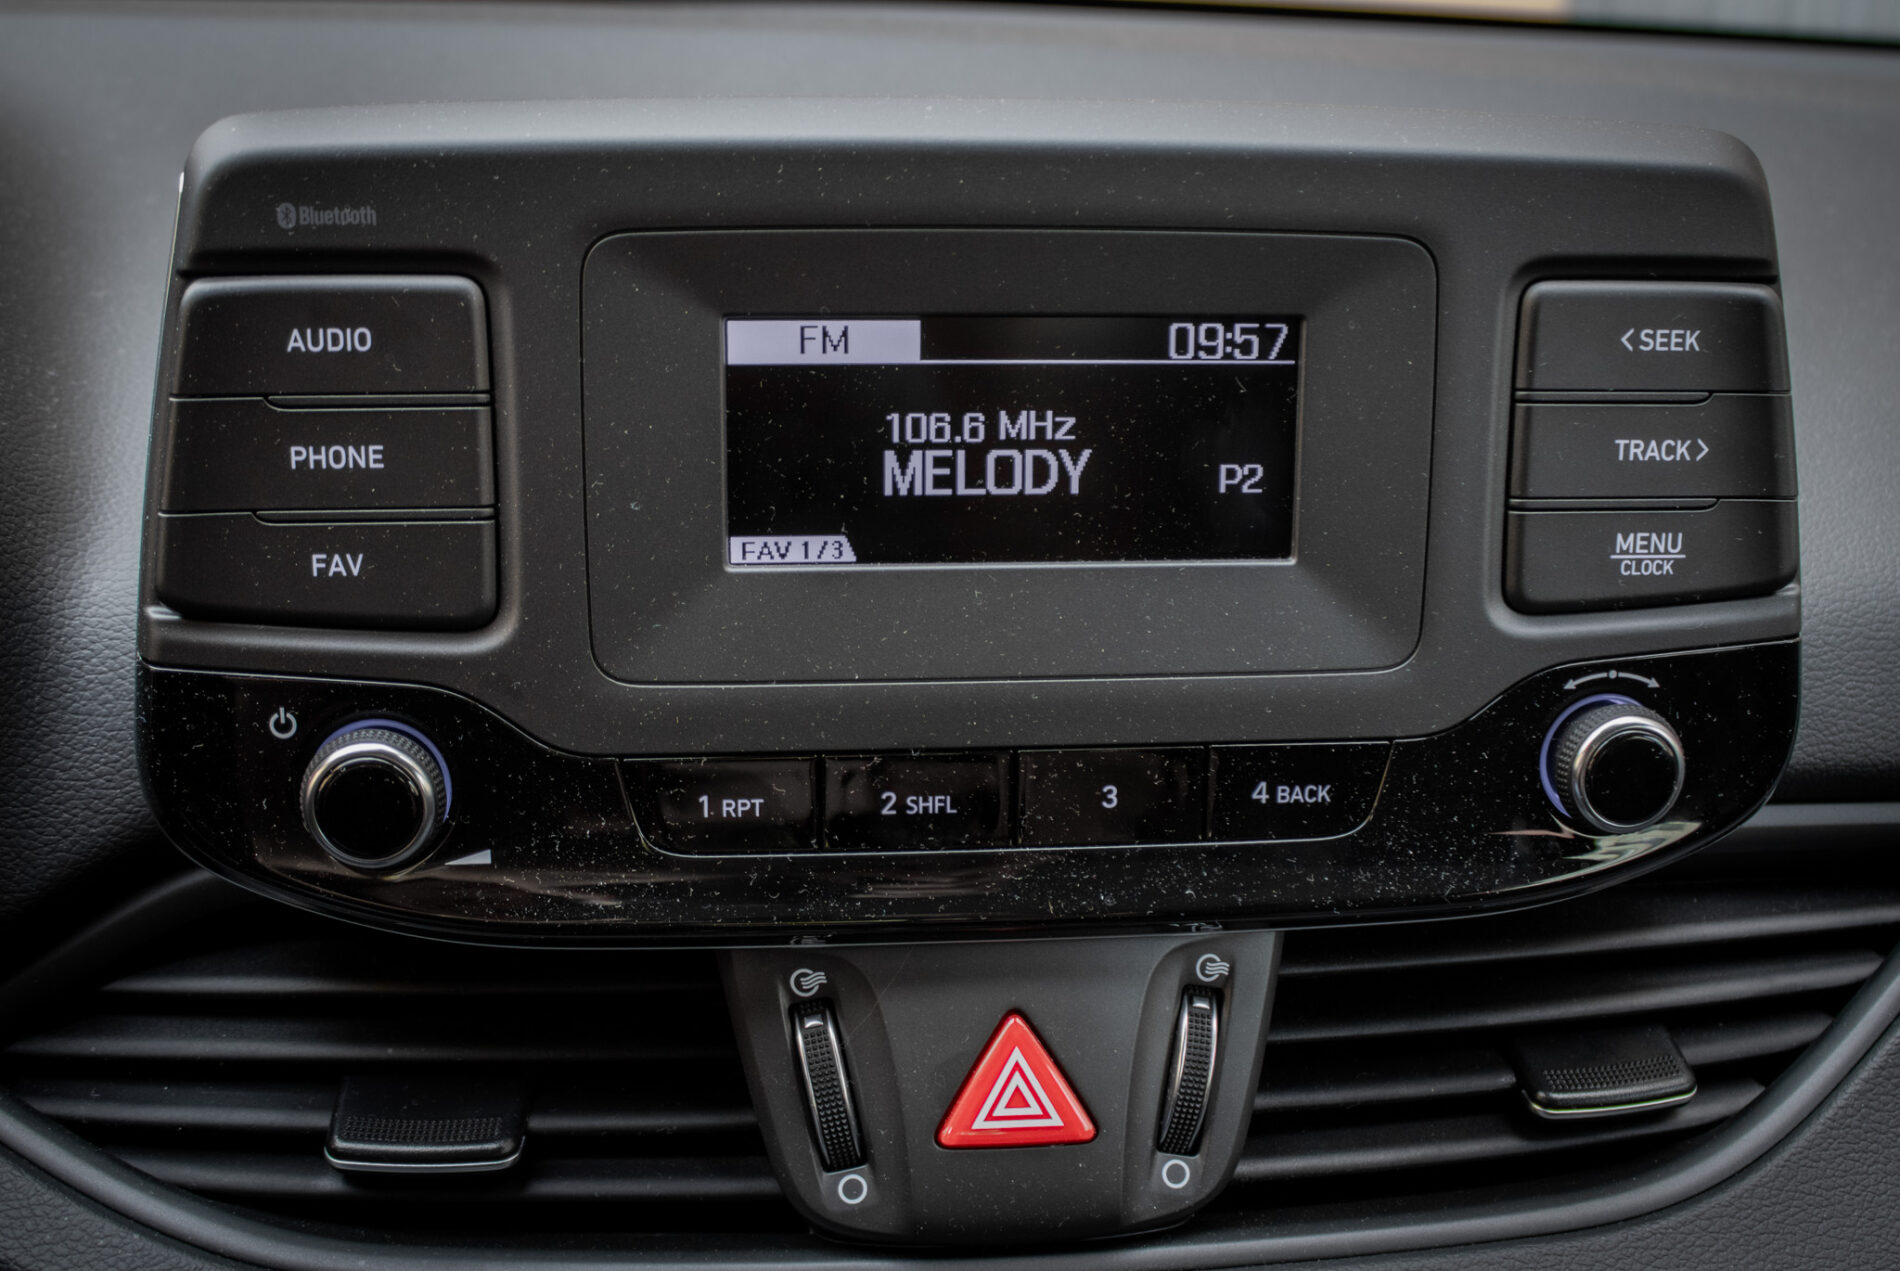 Bluetooth
AUDIO
PHONE
FAV
FM 09:57
106.6 MHz
MELODY P2
FAV 1/3
<SEEK
TRACK>
MENU
CLOCK
1 RPT
2 SHFL
3
4 BACK